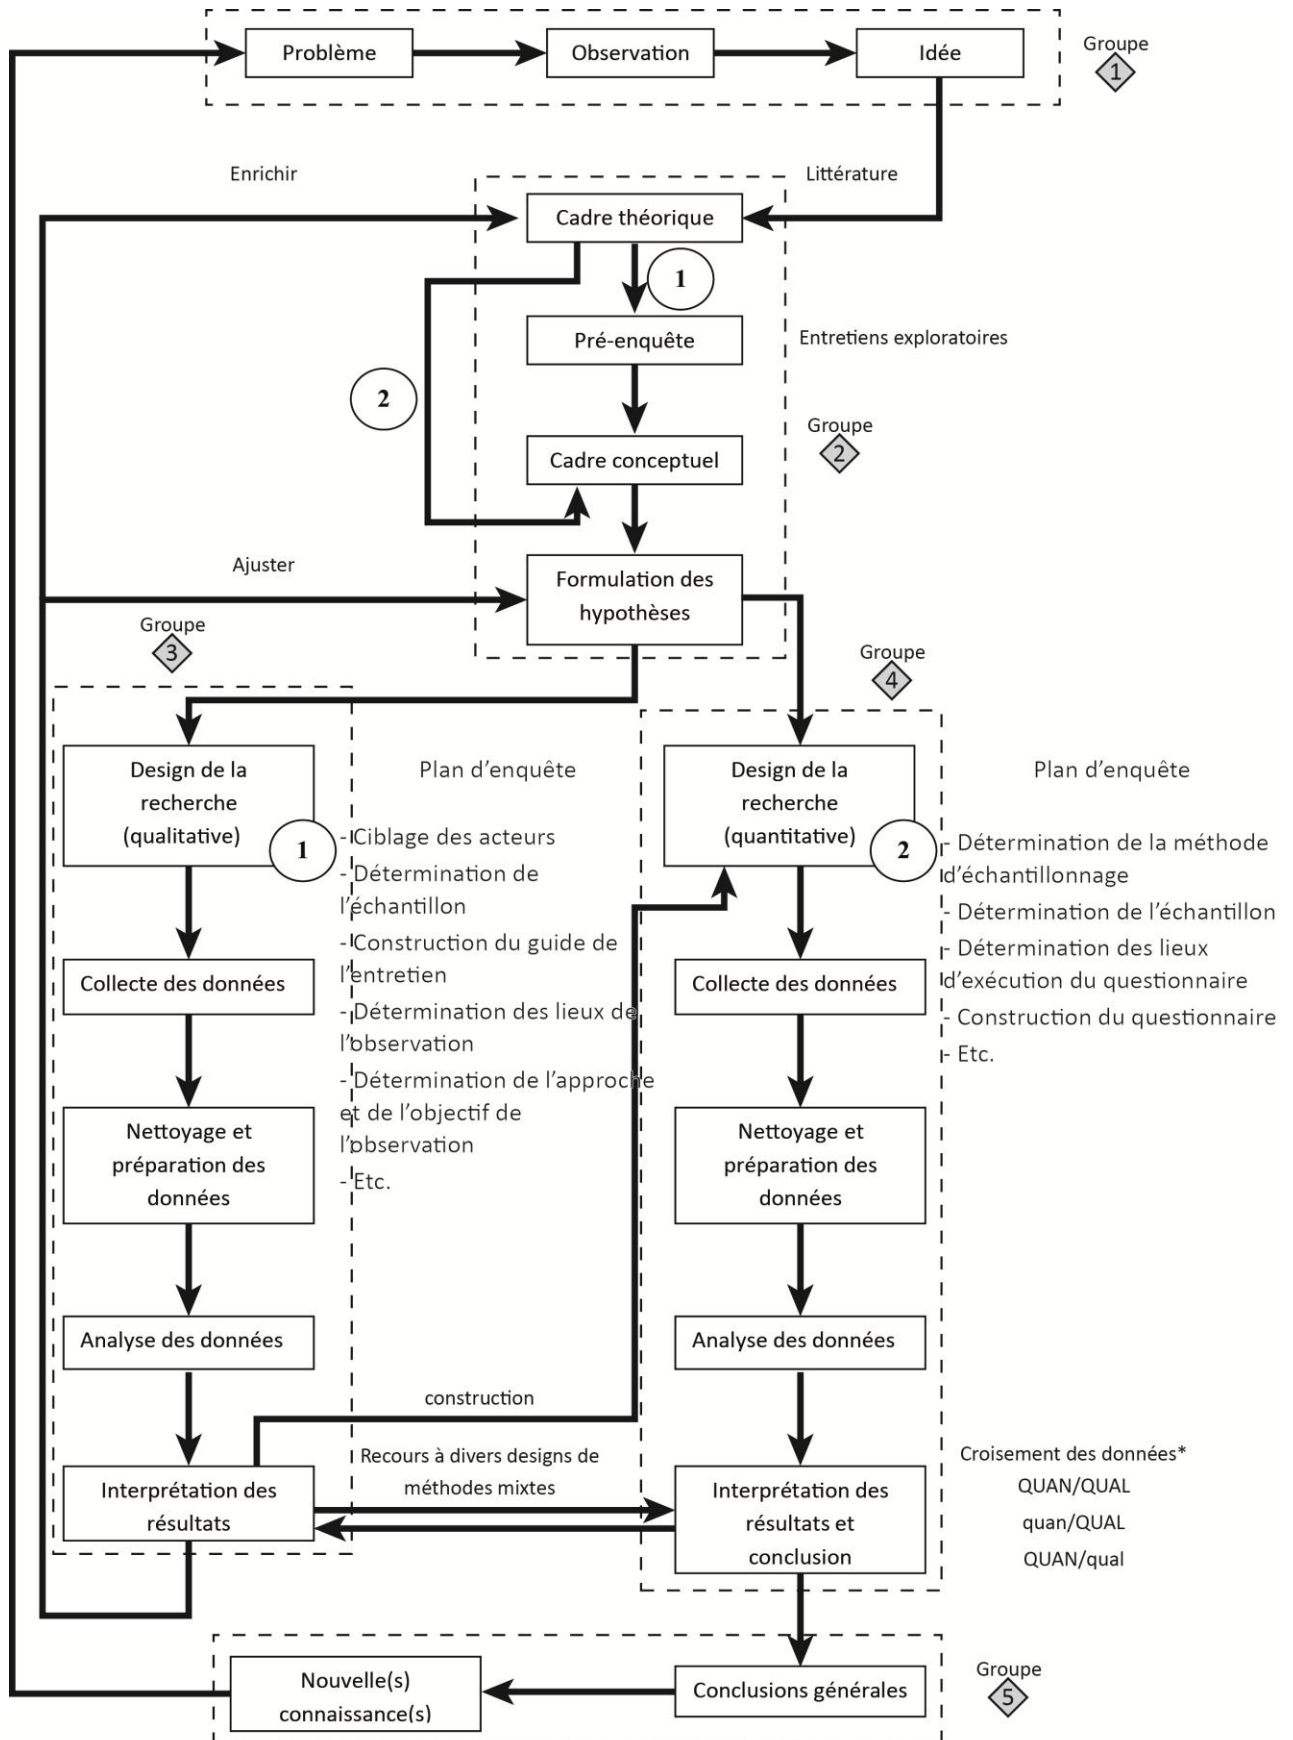 Problème
Observation
Idée
Groupe
1
Enrichir
Littérature
Cadre théorique
1
Pré-enquête
Entretiens exploratoires
2
Groupe
2
Cadre conceptuel
Ajuster
Formulation des
hypothèses
Groupe
3
Groupe
4
Design de la
recherche
(qualitative)
1
Plan d’enquête
- Ciblage des acteurs
- Détermination de
l’échantillon
- Construction du guide de
l’entretien
- Détermination des lieux de
l’observation
- Détermination de l’approche
et de l’objectif de
l’observation
- Etc.
Design de la
recherche
(quantitative)
2
Plan d’enquête
- Détermination de la méthode
d’échantillonnage
- Détermination de l’échantillon
- Détermination des lieux
d’exécution du questionnaire
- Construction du questionnaire
- Etc.
Collecte des données
Collecte des données
Nettoyage et
préparation des
données
Nettoyage et
préparation des
données
Analyse des données
Analyse des données
construction
Recours à divers designs de
méthodes mixtes
Interprétation des
résultats
Interprétation des
résultats et
conclusion
Croisement des données*
QUAN/QUAL
quan/QUAL
QUAN/qual
Nouvelle(s)
connaissance(s)
Conclusions générales
Groupe
5